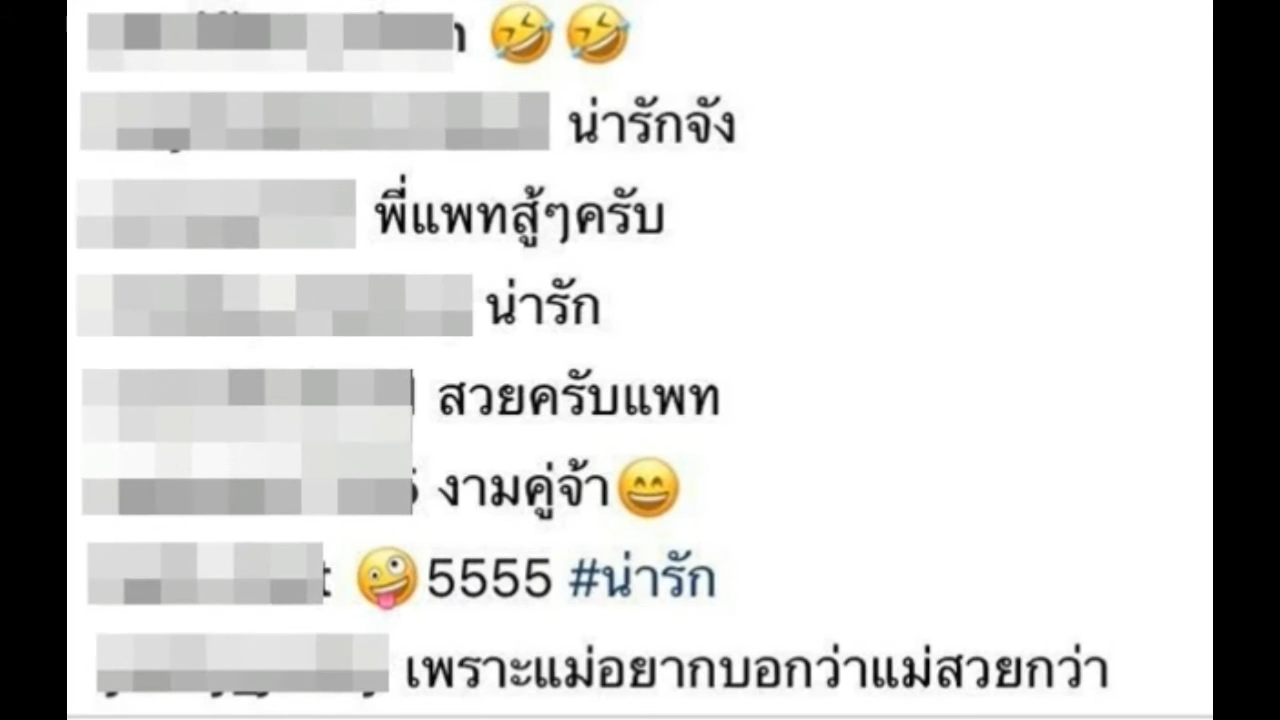 🤣🤣
น่ารักจัง
พี่แพทสู้ๆครับ
น่ารัก
สวยครับแพท
งามคู่จ้า😄
🤪5555 #น่ารัก
เพราะแม่อยากบอกว่าแม่สวยกว่า